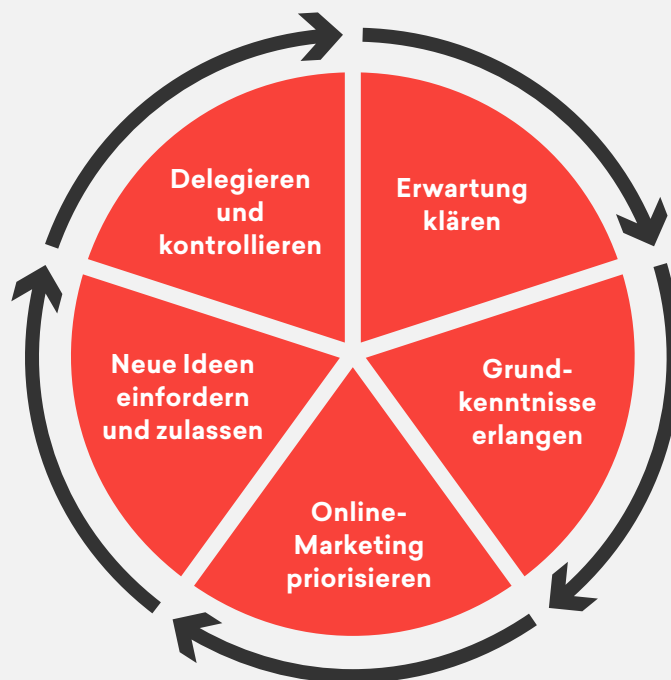 Erwartung
klären
Grund-
kenntnisse
erlangen
Online-
Marketing
priorisieren
Neue Ideen
einfordern
und zulassen
Delegieren
und
kontrollieren